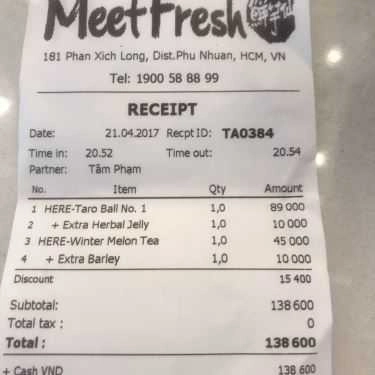 MeetFresh 鮮芋仙
181 Phan Xich Long, Dist.Phu Nhuan, HCM, VN
Tel: 1900 58 88 99
RECEIPT
Date: 21.04.2017 Recpt ID: TA0384
Time in: 20.52 Time out: 20.54
Partner: Tâm Phạm
No. Item Qty Amount
1 HERE-Taro Ball No. 1 1,0 89 000
2 + Extra Herbal Jelly 1,0 10 000
3 HERE-Winter Melon Tea 1,0 45 000
4 + Extra Barley 1,0 10 000
Discount 15 400
Subtotal: 138 600
Total tax : 0
Total : 138 600
+ Cash VND 138 600